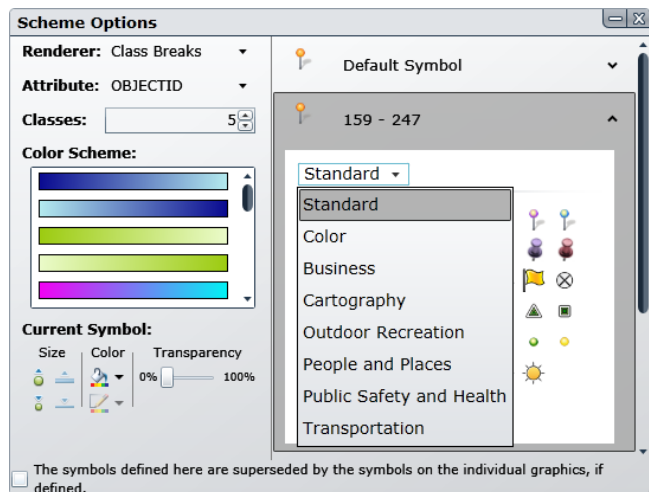 Scheme Options
Renderer: Class Breaks
Attribute: OBJECTID
Classes: 5
Color Scheme:
Current Symbol:
Size Color Transparency
0% 100%
Default Symbol
159 - 247
Standard
Standard
Color
Business
Cartography
Outdoor Recreation
People and Places
Public Safety and Health
Transportation
The symbols defined here are superseded by the symbols on the individual graphics, if
defined.